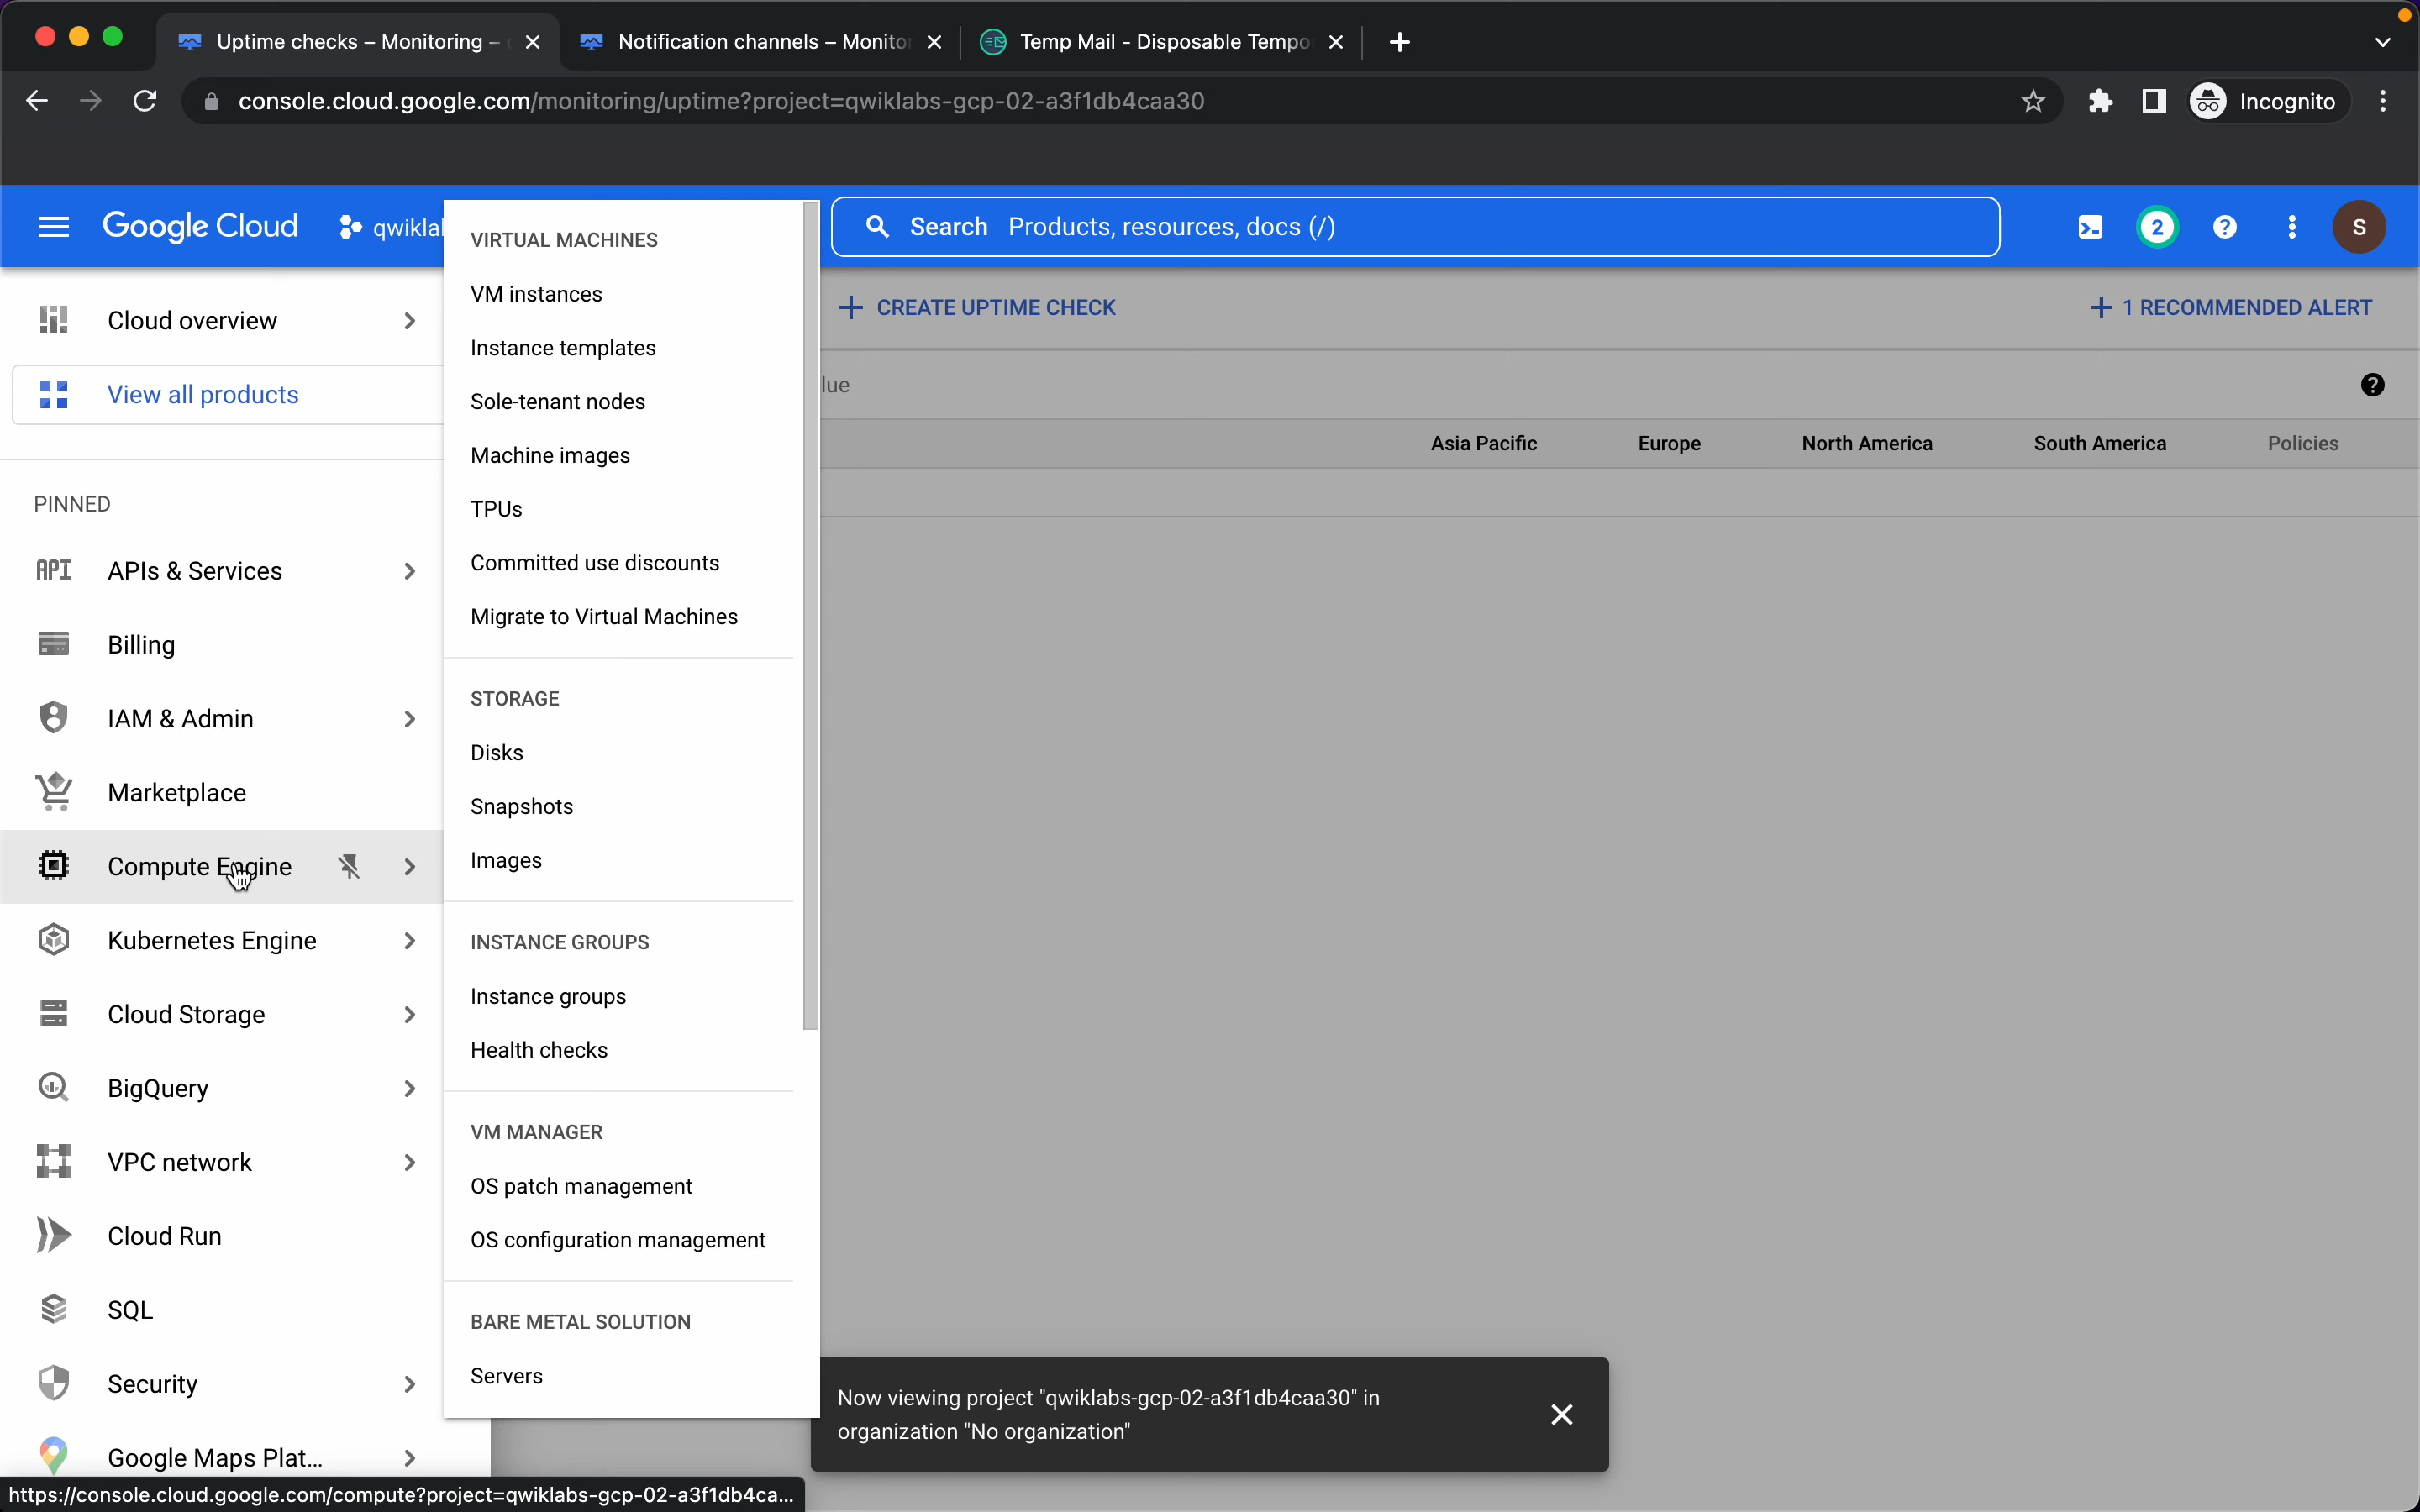 Uptime checks – Monitoring –
Notification channels – Monitor
Temp Mail - Disposable Tempo
console.cloud.google.com/monitoring/uptime?project=qwiklabs-gcp-02-a3f1db4caa30
Incognito
Google Cloud
qwiklal
Search Products, resources, docs (/)
2
?
S
Cloud overview
View all products
PINNED
API APIs & Services
Billing
IAM & Admin
Marketplace
Compute Engine
Kubernetes Engine
Cloud Storage
BigQuery
VPC network
Cloud Run
SQL
Security
Google Maps Plat...
VIRTUAL MACHINES
VM instances
Instance templates
Sole-tenant nodes
Machine images
TPUs
Committed use discounts
Migrate to Virtual Machines
STORAGE
Disks
Snapshots
Images
INSTANCE GROUPS
Instance groups
Health checks
VM MANAGER
OS patch management
OS configuration management
BARE METAL SOLUTION
Servers
CREATE UPTIME CHECK
1 RECOMMENDED ALERT
lue
?
Asia Pacific Europe North America South America Policies
Now viewing project "qwiklabs-gcp-02-a3f1db4caa30" in
organization "No organization"
https://console.cloud.google.com/compute?project=qwiklabs-gcp-02-a3f1db4ca...